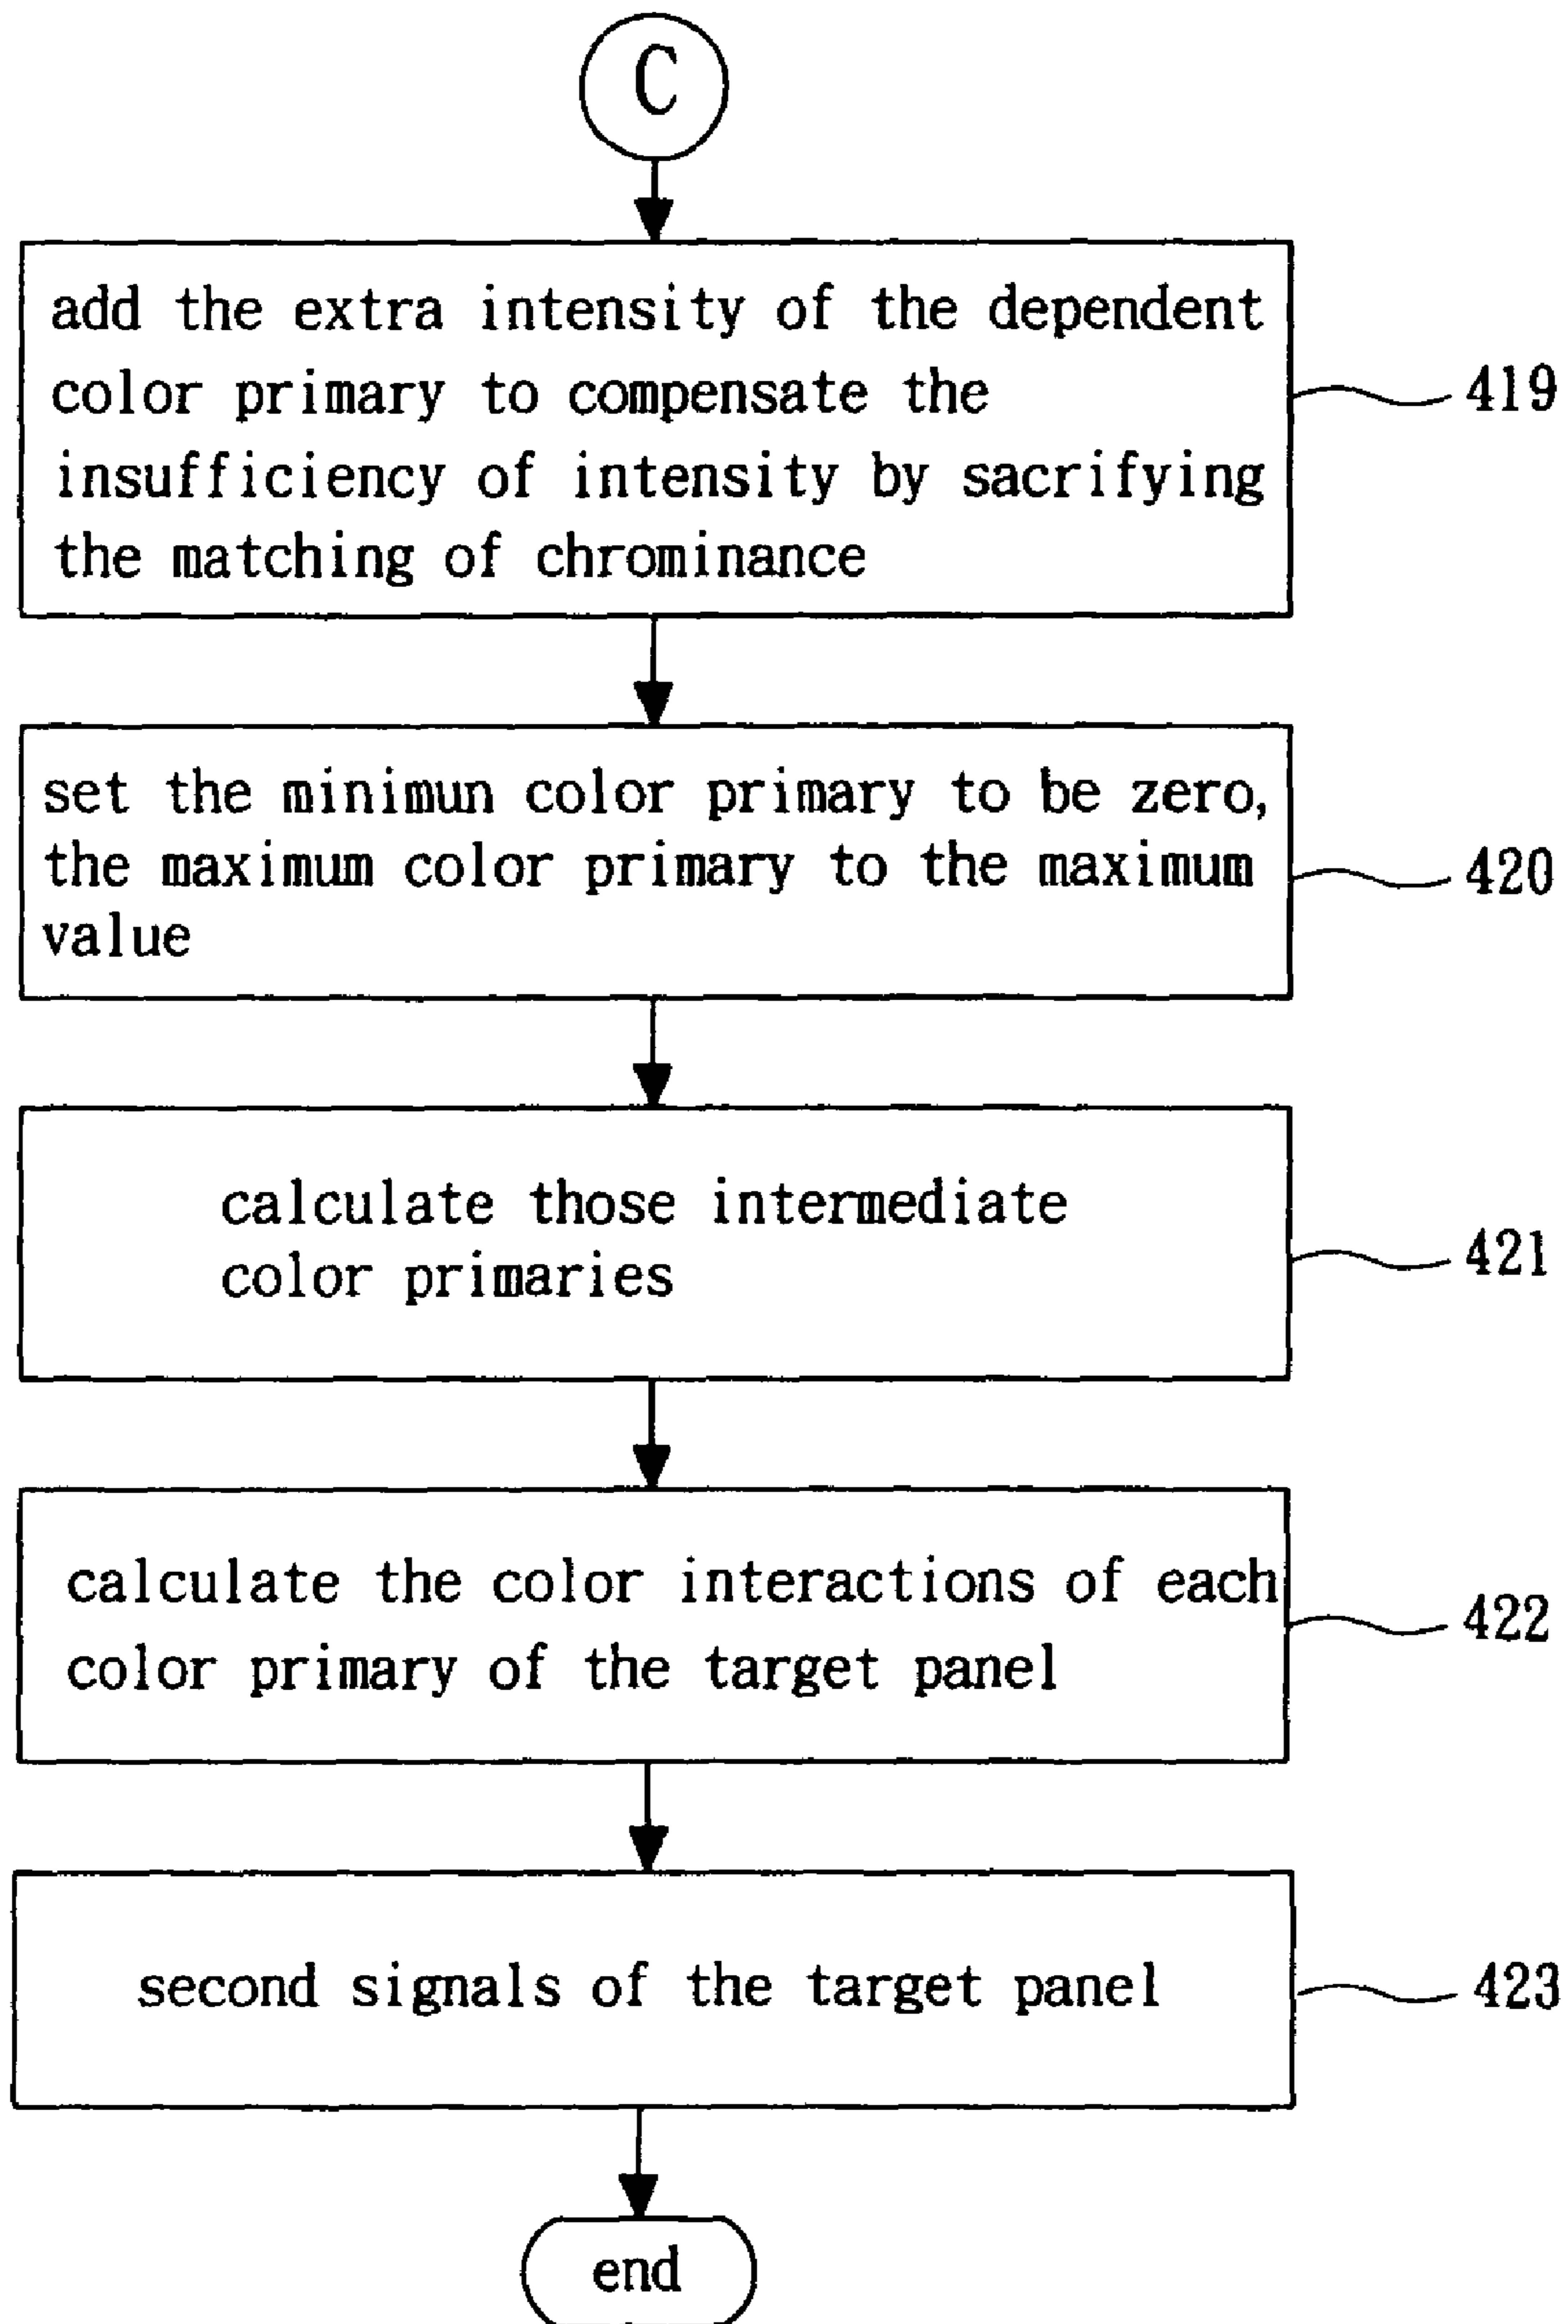 C
add the extra intensity of the dependent
color primary to compensate the
insufficiency of intensity by sacrifying
the matching of chrominance
419
set the minimun color primary to be zero,
the maximum color primary to the maximum
value
420
calculate those intermediate
color primaries
421
calculate the color interactions of each
color primary of the target panel
422
second signals of the target panel
423
end